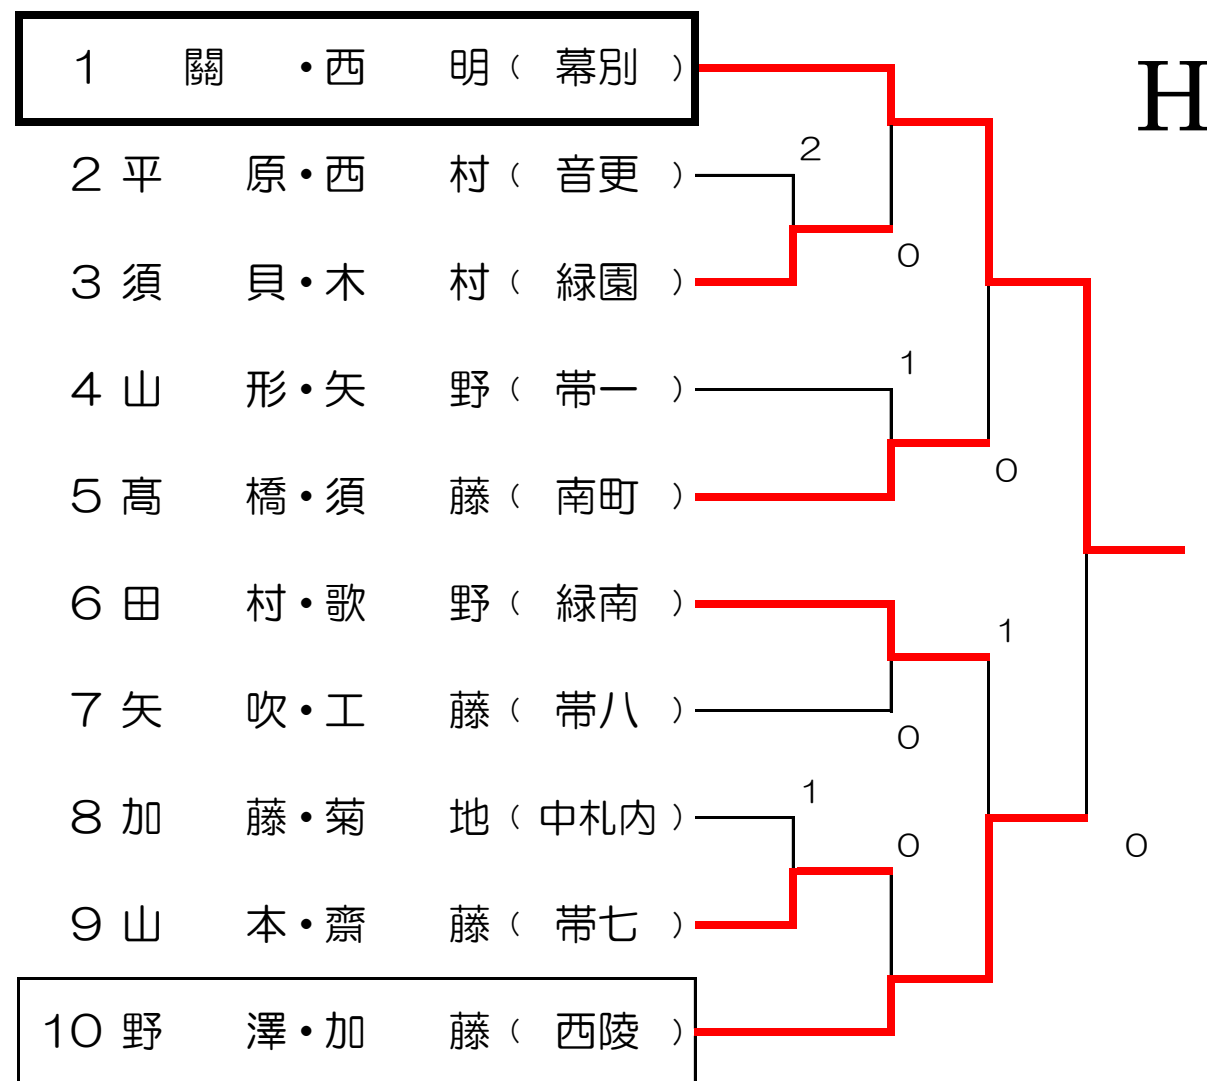 1 關・西明（幕別）
H
2
2 平原・西村（音更）
0
3 須貝・木村（緑園）
1
4 山形・矢野（帯一）
0
5 髙橋・須藤（南町）
6 田村・歌野（緑南）
1
7 矢吹・工藤（帯八）
0
1
8 加藤・菊地（中札内）
0
0
9 山本・齋藤（帯七）
10 野澤・加藤（西陵）